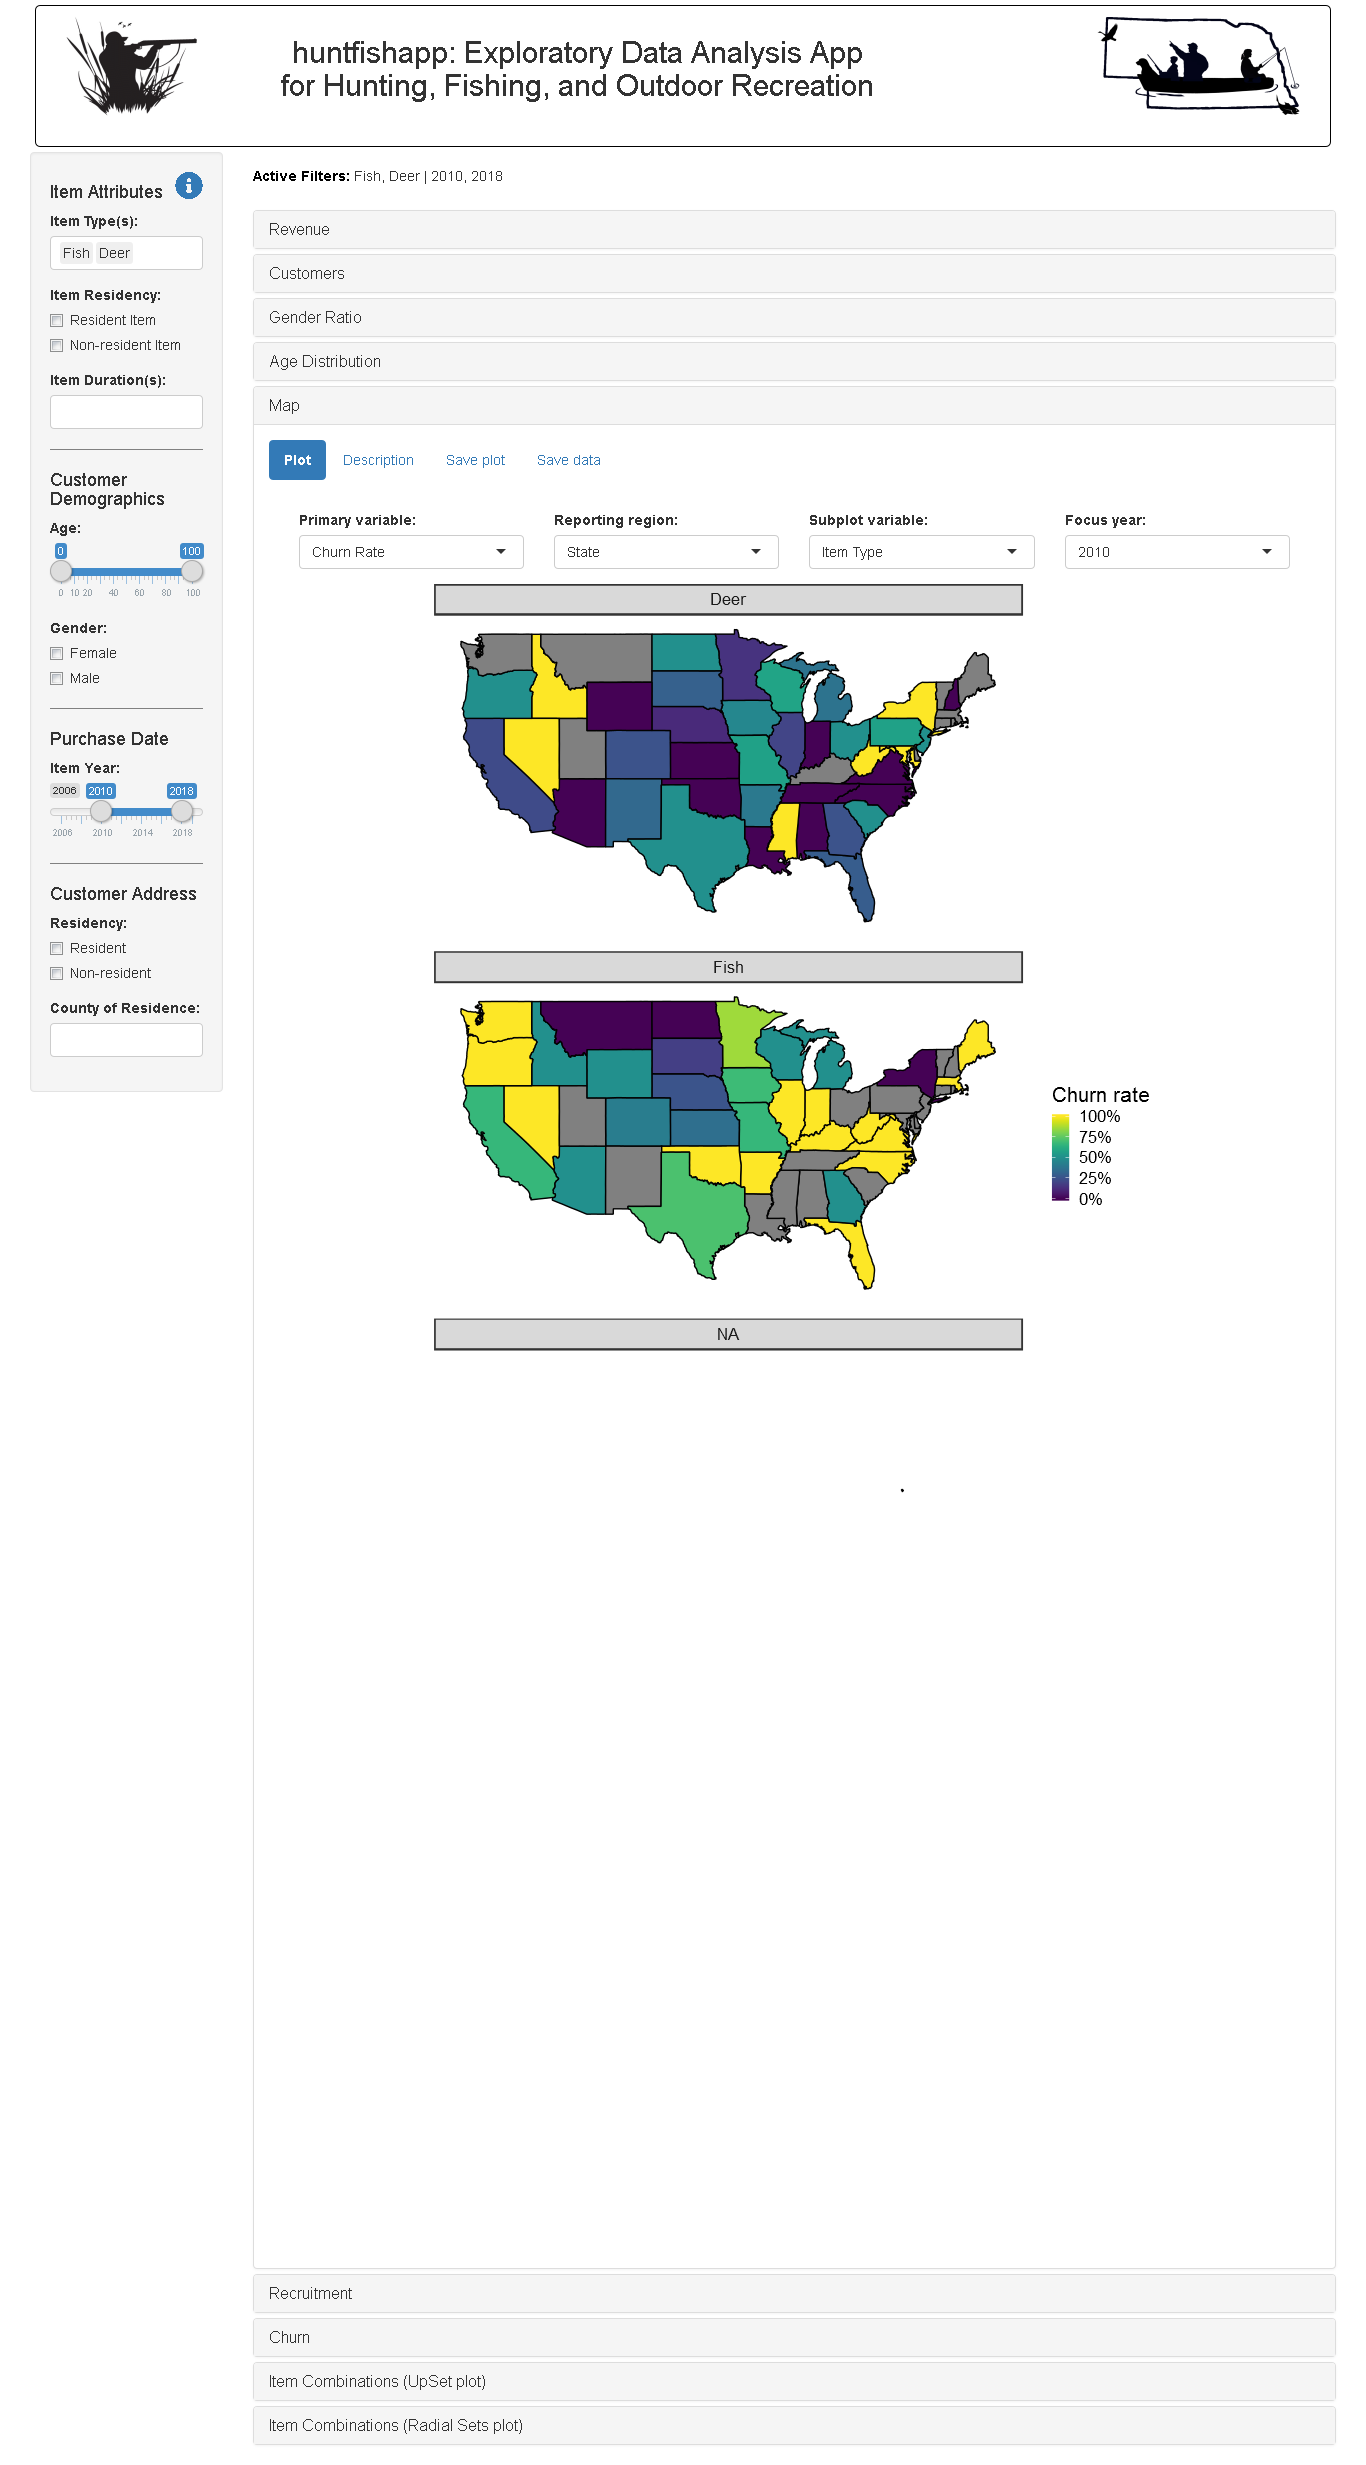 huntfishapp: Exploratory Data Analysis App
for Hunting, Fishing, and Outdoor Recreation
Item Attributes
Item Type(s):
Fish Deer
Item Residency:
Resident Item
Non-resident Item
Item Duration(s):
Customer
Demographics
Age:
0 100
0 10 20 40 60 80 100
Gender:
Female
Male
Purchase Date
Item Year:
2006 2010 2018
2006 2010 2014 2018
Customer Address
Residency:
Resident
Non-resident
County of Residence:
Active Filters: Fish, Deer | 2010, 2018
Revenue
Customers
Gender Ratio
Age Distribution
Map
Plot Description Save plot Save data
Primary variable: Reporting region: Subplot variable: Focus year:
Churn Rate State Item Type 2010
Deer
Fish
Churn rate
100%
75%
50%
25%
0%
NA
Recruitment
Churn
Item Combinations (UpSet plot)
Item Combinations (Radial Sets plot)